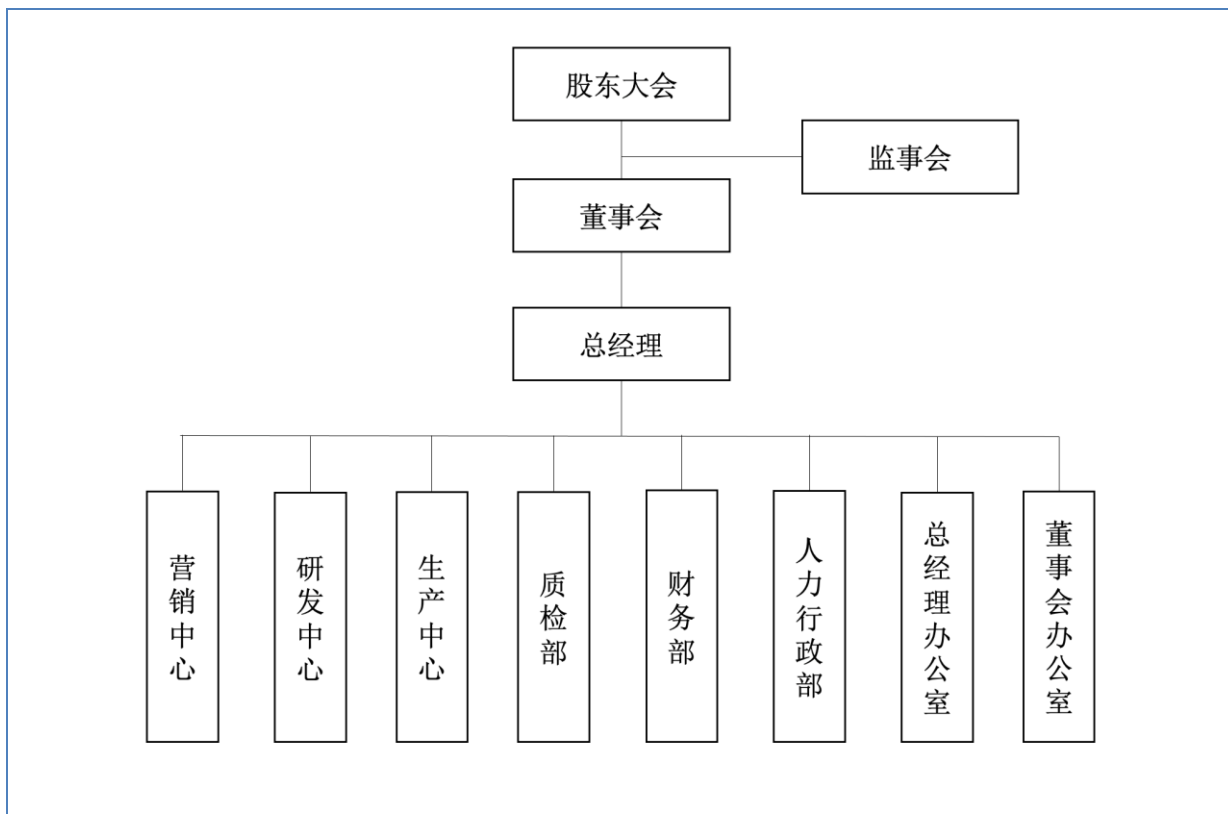 股东大会
监事会
董事会
总经理
营销中心
研发中心
生产中心
质检部
财务部
人力行政部
总经理办公室
董事会办公室